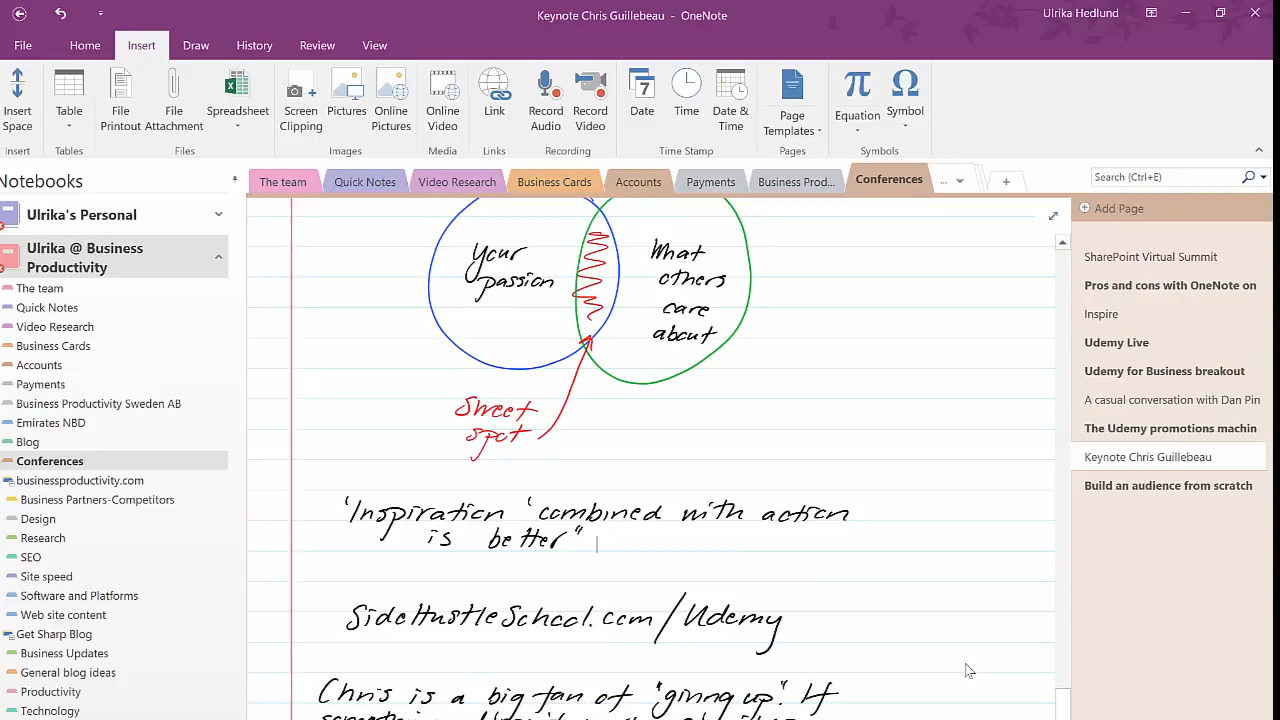 Keynote Chris Guillebeau - OneNote
Ulrika Hedlund
File Home Insert Draw History Review View
Insert Space
Table
File Printout
File Attachment
Spreadsheet
Screen Clipping
Pictures
Online Pictures
Online Video
Link
Record Audio
Record Video
Date
Time
Date & Time
Page Templates
Equation
Symbol
Insert Tables Files Images Media Links Recording Time Stamp Pages Symbols
Notebooks
The team Quick Notes Video Research Business Cards Accounts Payments Business Prod... Conferences ...
Search (Ctrl+E)
Ulrika's Personal
Ulrika @ Business
Productivity
The team
Quick Notes
Video Research
Business Cards
Accounts
Payments
Business Productivity Sweden AB
Emirates NBD
Blog
Conferences
businessproductivity.com
Business Partners-Competitors
Design
Research
SEO
Site speed
Software and Platforms
Web site content
Get Sharp Blog
Business Updates
General blog ideas
Productivity
Technology
Your
passion
What
others
care
about
Sweet
spot
'Inspiration 'combined with action
is better"
SideHustleSchool.com/Udemy
Chris is a big fan of "giving up". If
Add Page
SharePoint Virtual Summit
Pros and cons with OneNote on
Inspire
Udemy Live
Udemy for Business breakout
A casual conversation with Dan Pin
The Udemy promotions machin
Keynote Chris Guillebeau
Build an audience from scratch